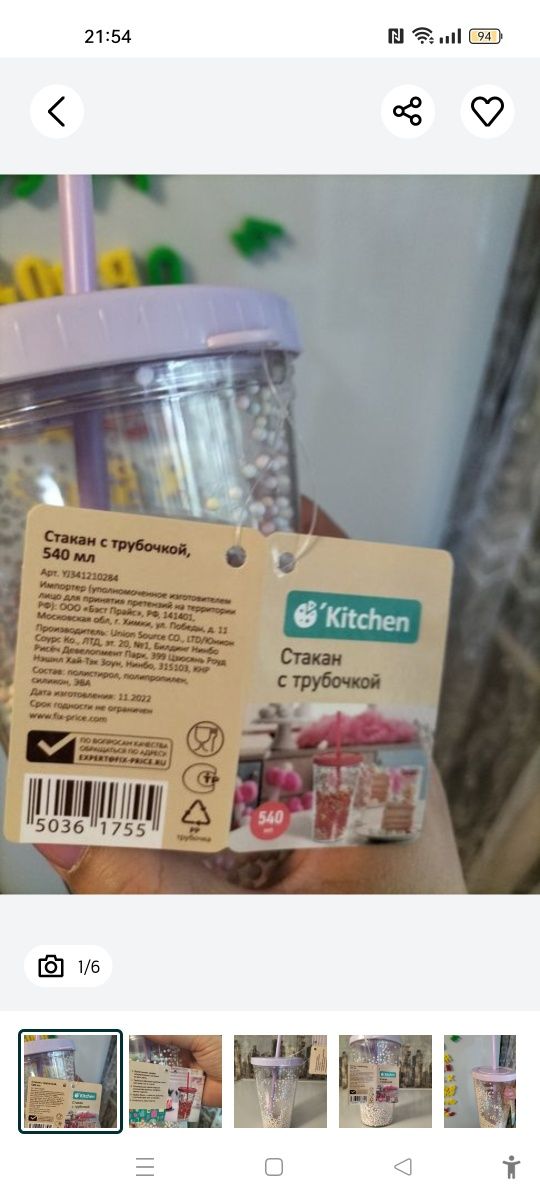 21:54
94
Стакан с трубочкой,
540 мл
Арт. YJ341210284
Импортер (уполномоченное изготовителем
лицо для принятия претензий на территории
РФ): ООО «Бэст Прайс», РФ, 141401,
Московская обл, г. Химки, ул. Победы, д. 11
Производитель: Union Source CO., LTD/Юнион
Соурс Ко., ЛТД, эт. 20, №1, Билдинг Нинбо
Рисёч Девелопмент Парк, 399 Цзюсянь Роуд
Нэшнл Хай-Тэк Зоун, Нинбо, 315103, КНР
Состав: полистирол, полипропилен,
силикон, ЭВА
Дата изготовления: 11.2022
Срок годности не ограничен
www.fix-price.com
ПО ВОПРОСАМ КАЧЕСТВА
ОБРАЩАТЬСЯ ПО АДРЕСУ
EXPERT@FIX-PRICE.RU
5036 1755
PP
трубочка
'Kitchen
Стакан
с трубочкой
540
мл
1/6